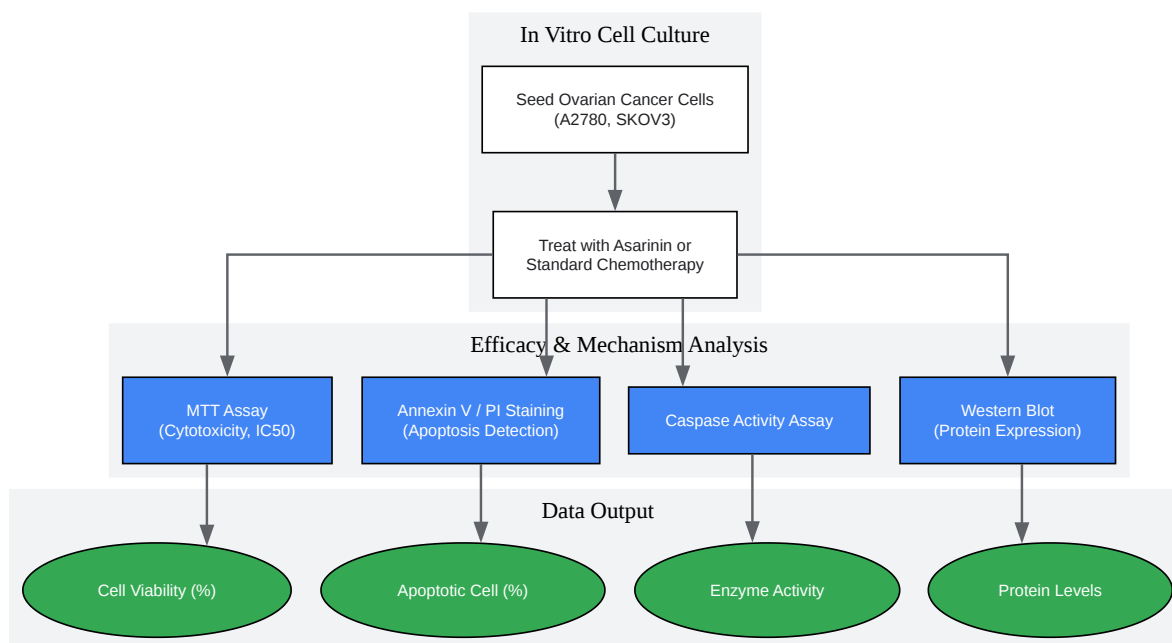 In Vitro Cell Culture
Seed Ovarian Cancer Cells
(A2780, SKOV3)
Treat with Asarinin or
Standard Chemotherapy
Efficacy & Mechanism Analysis
MTT Assay
(Cytotoxicity, IC50)
Annexin V / PI Staining
(Apoptosis Detection)
Caspase Activity Assay
Western Blot
(Protein Expression)
Data Output
Cell Viability (%)
Apoptotic Cell (%)
Enzyme Activity
Protein Levels